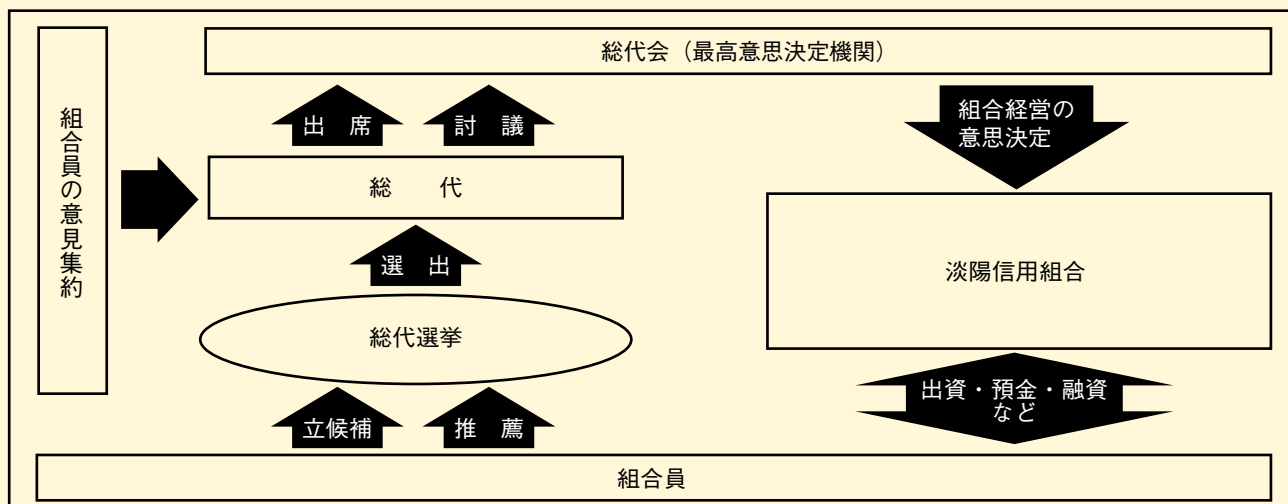 総代会（最高意思決定機関）
組合員の意見集約
出　席
討　議
組合経営の
意思決定
総　代
選　出
淡陽信用組合
総代選挙
立候補
推　薦
出資・預金・融資
など
組合員